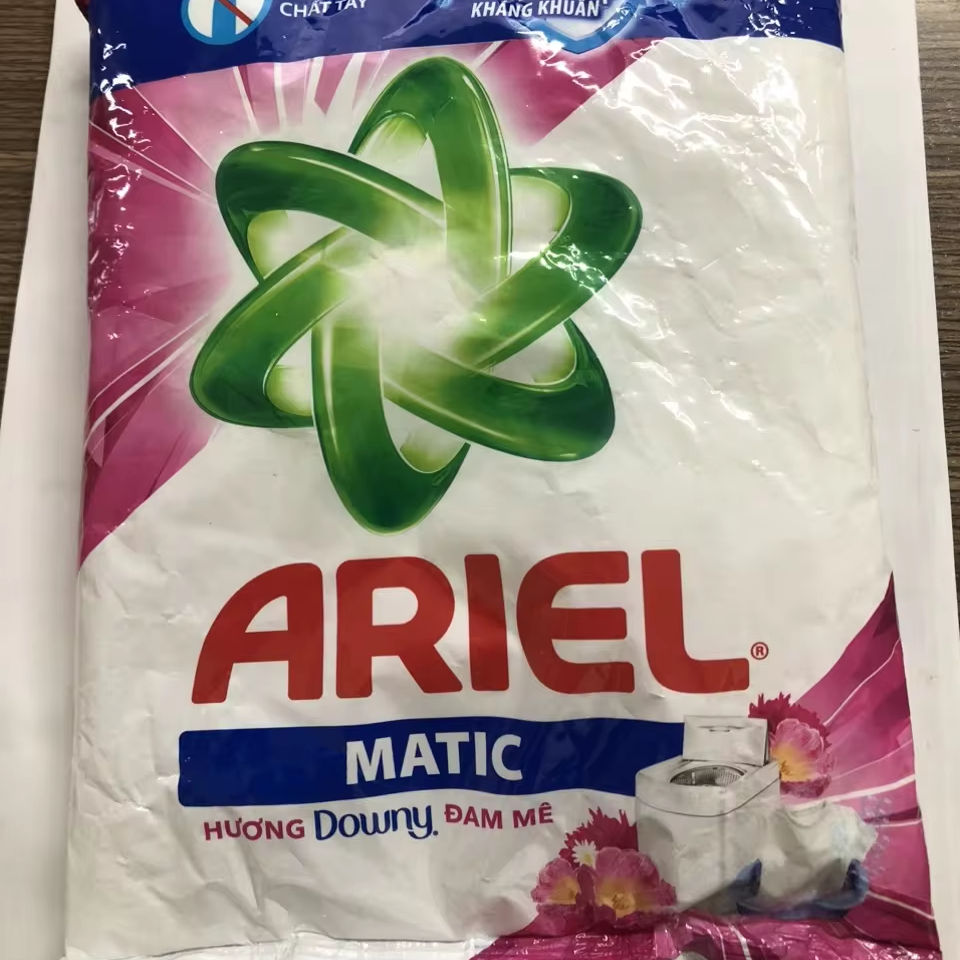 CHẤT TẨY
KHÁNG KHUẨN
ARIEL®
MATIC
HƯƠNG Downy. ĐAM MÊ